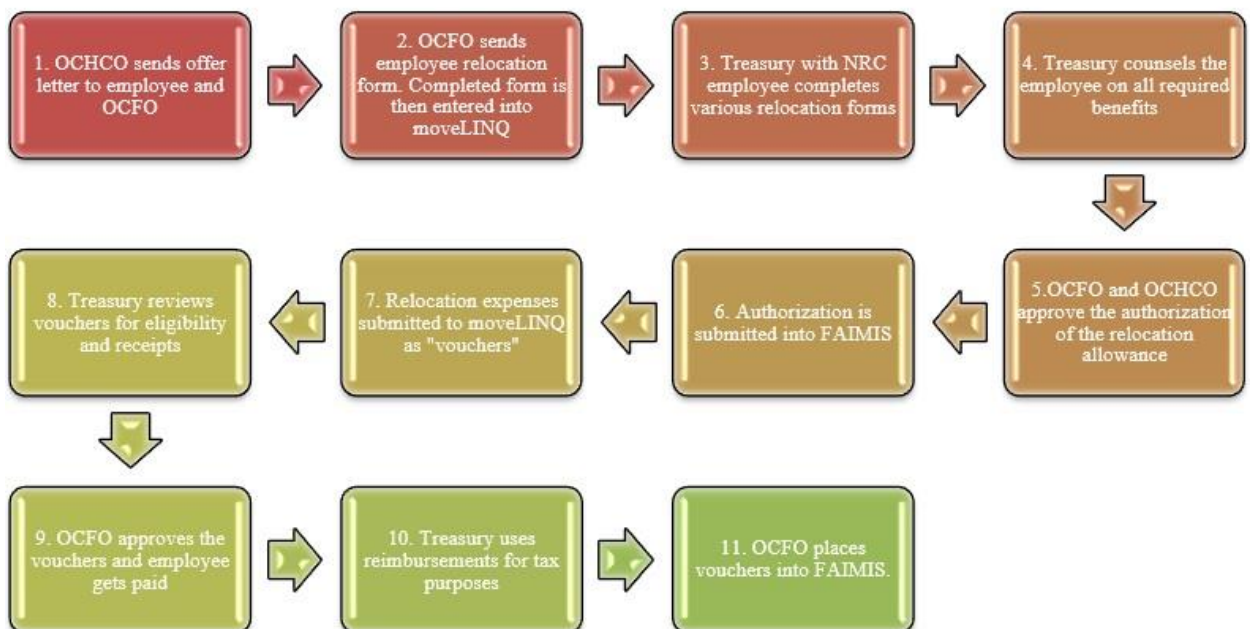 1. OCHCO sends offer
letter to employee and
OCFO
2. OCFO sends
employee relocation
form. Completed form is
then entered into
moveLINQ
3. Treasury with NRC
employee completes
various relocation forms
4. Treasury counsels the
employee on all required
benefits
5.OCFO and OCHCO
approve the authorization
of the relocation
allowance
6. Authorization is
submitted into FAIMIS
7. Relocation expenses
submitted to moveLINQ
as "vouchers"
8. Treasury reviews
vouchers for eligibility
and receipts
9. OCFO approves the
vouchers and employee
gets paid
10. Treasury uses
reimbursements for tax
purposes
11. OCFO places
vouchers into FAIMIS.